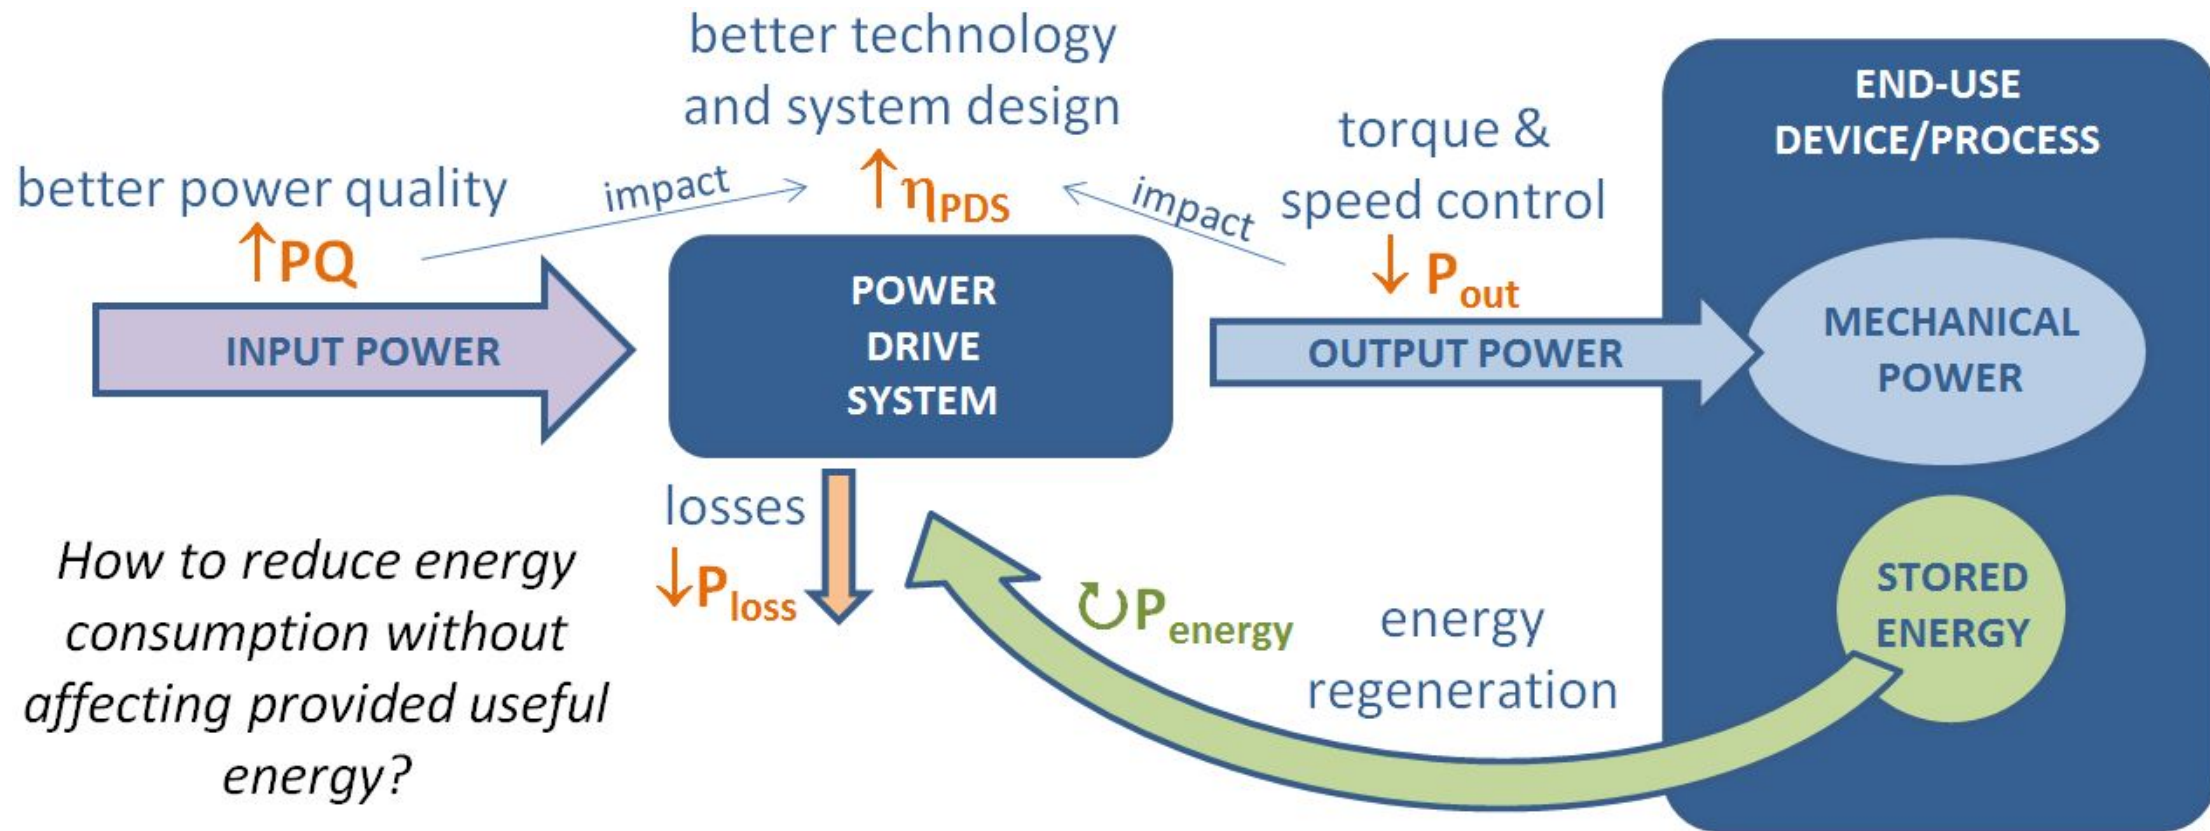 better technology
and system design
↑ηPDS
better power quality
↑PQ
impact
impact
torque &
speed control
↓ Pout
END-USE
DEVICE/PROCESS
INPUT POWER
POWER
DRIVE
SYSTEM
OUTPUT POWER
MECHANICAL
POWER
losses
↓Ploss
How to reduce energy
consumption without
affecting provided useful
energy?
↻Penergy
energy
regeneration
STORED
ENERGY